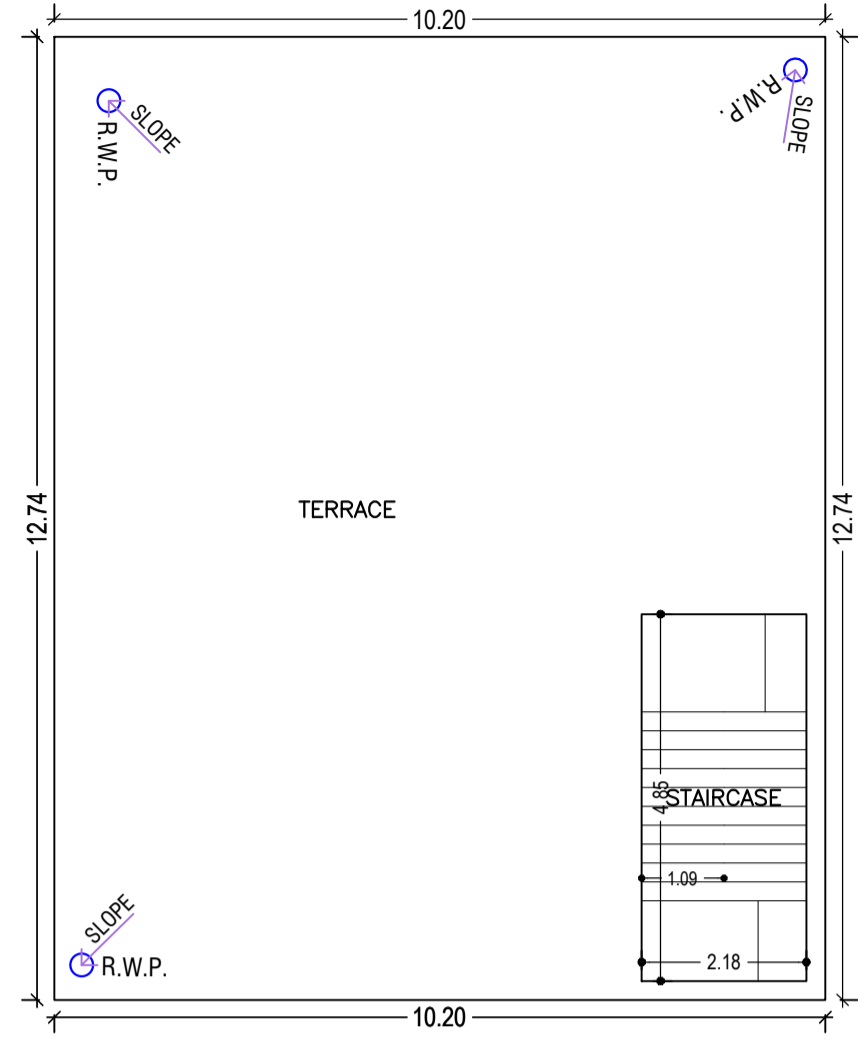 10.20
SLOPE
R.W.P.
R.W.P.
SLOPE
12.74
12.74
TERRACE
4.85
STAIRCASE
1.09
2.18
SLOPE
R.W.P.
10.20